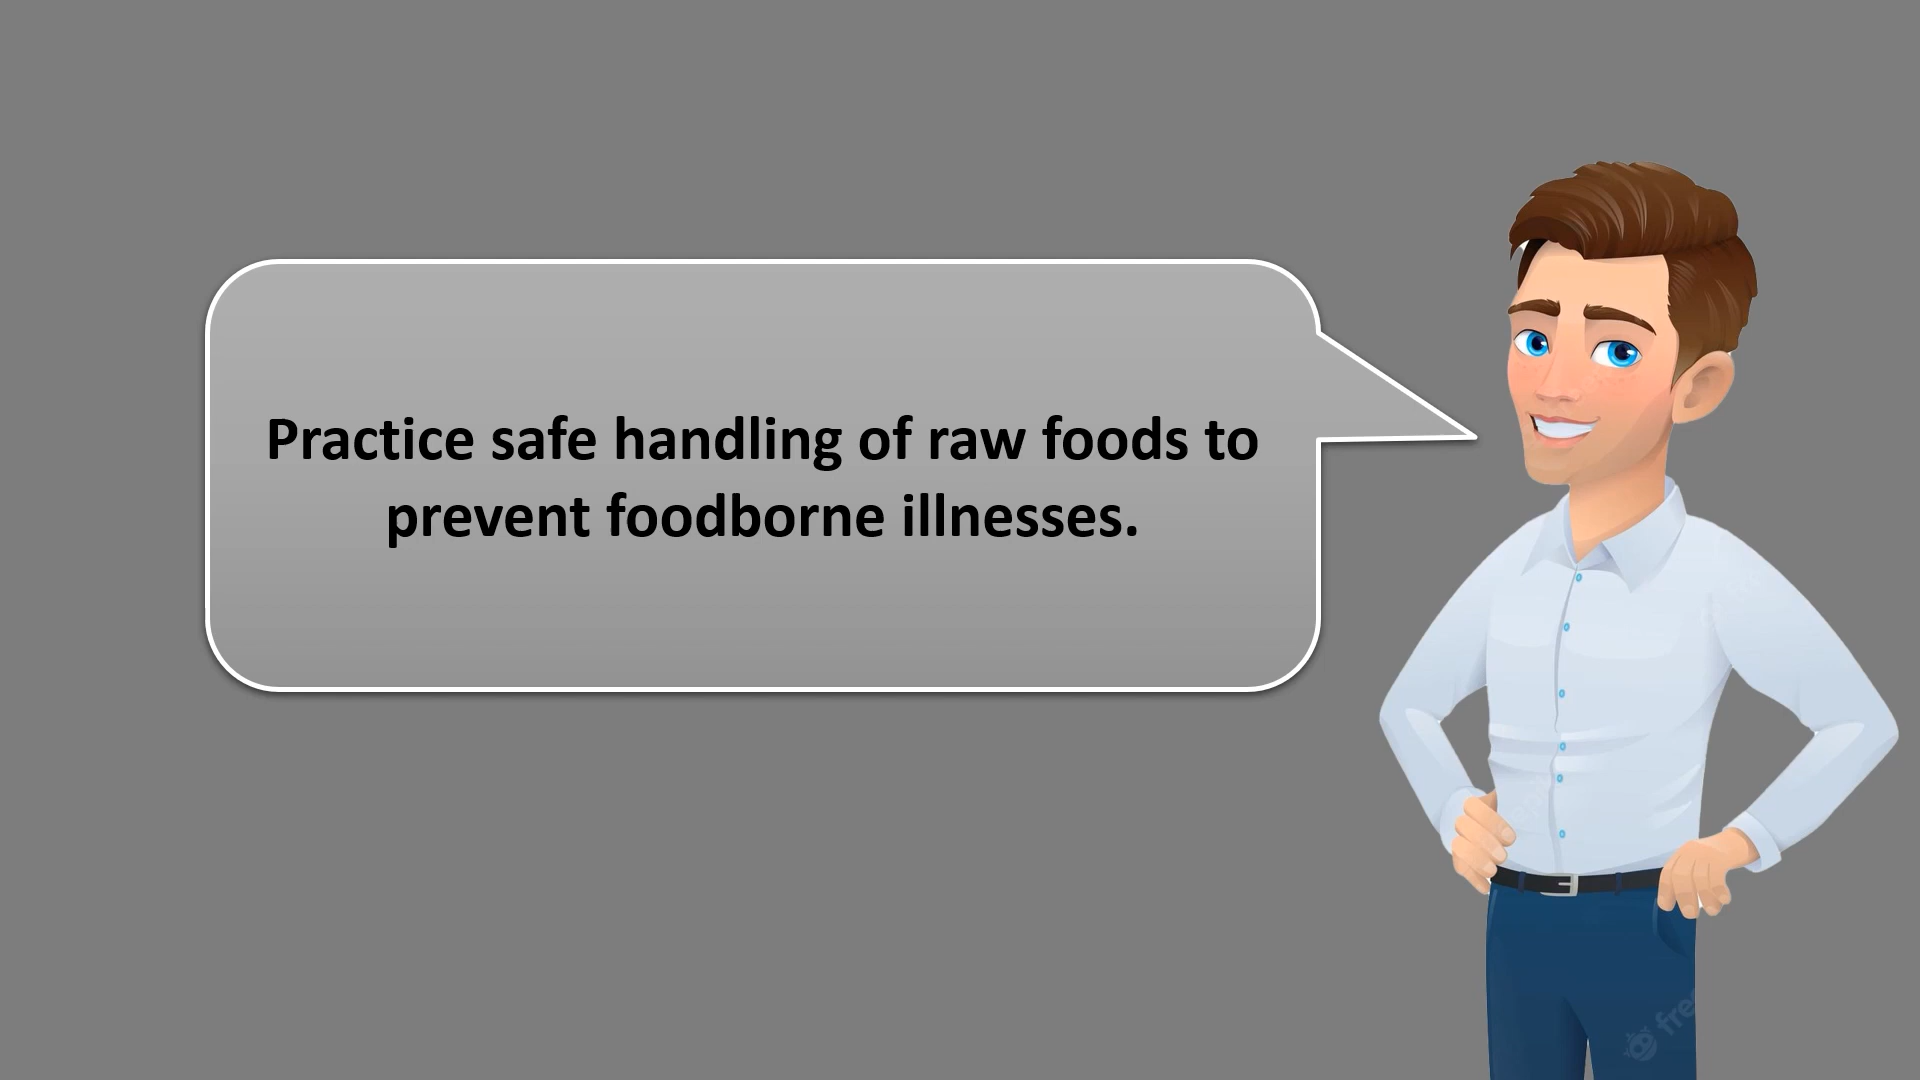 Practice safe handling of raw foods to
prevent foodborne illnesses.